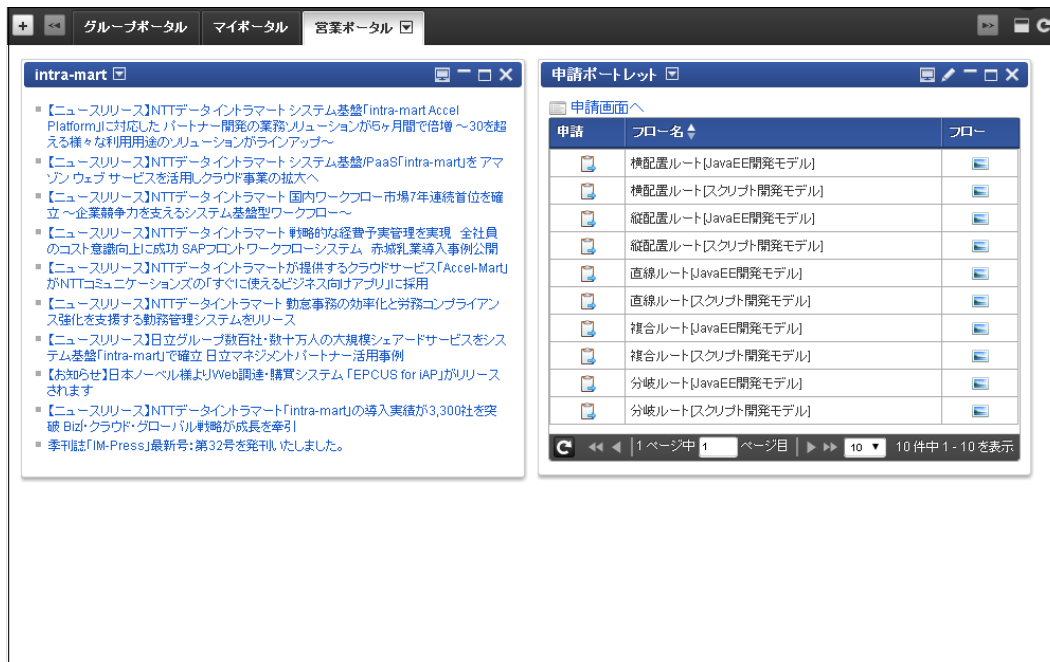 グループポータル マイポータル 営業ポータル
intra-mart
【ニュースリリース】NTTデータイントラマート システム基盤「intra-mart Accel
Platform」に対応した パートナー開発の業務ソリューションが5ヶ月間で倍増 ～30を超
える様々な利用用途のソリューションがラインアップ～
【ニュースリリース】NTTデータイントラマート システム基盤/PaaS「intra-mart」を アマ
ゾン ウェブ サービスを活用しクラウド事業の拡大へ
【ニュースリリース】NTTデータイントラマート 国内ワークフロー市場7年連続首位を確
立 ～企業競争力を支えるシステム基盤型ワークフロー～
【ニュースリリース】NTTデータイントラマート 戦略的な経費予実管理を実現 全社員
のコスト意識向上に成功 SAPフロントワークフローシステム 赤城乳業導入事例公開
【ニュースリリース】NTTデータイントラマートが提供するクラウドサービス「Accel-Mart」
がNTTコミュニケーションズの「すぐに使えるビジネス向けアプリ」に採用
【ニュースリリース】NTTデータイントラマート 勤怠事務の効率化と労務コンプライアン
ス強化を支援する勤務管理システムをリリース
【ニュースリリース】日立グループ数百社・数十万人の大規模シェアードサービスをシス
テム基盤「intra-mart」で確立 日立マネジメントパートナー活用事例
【お知らせ】日本ノーベル様よりWeb調達・購買システム 「EPCUS for iAP」がリリース
されます
【ニュースリリース】NTTデータイントラマート「intra-mart」の導入実績が3,300社を突
破 Biz∫・クラウド・グローバル戦略が成長を牽引
季刊誌「IM-Press」最新号：第32号を発刊いたしました。
申請ポートレット
申請画面へ
申請 フロー名 フロー
横配置ルート[JavaEE開発モデル]
横配置ルート[スクリプト開発モデル]
縦配置ルート[JavaEE開発モデル]
縦配置ルート[スクリプト開発モデル]
直線ルート[JavaEE開発モデル]
直線ルート[スクリプト開発モデル]
複合ルート[JavaEE開発モデル]
複合ルート[スクリプト開発モデル]
分岐ルート[JavaEE開発モデル]
分岐ルート[スクリプト開発モデル]
1 ページ中 1 ページ目 10 10 件中 1 - 10 を表示